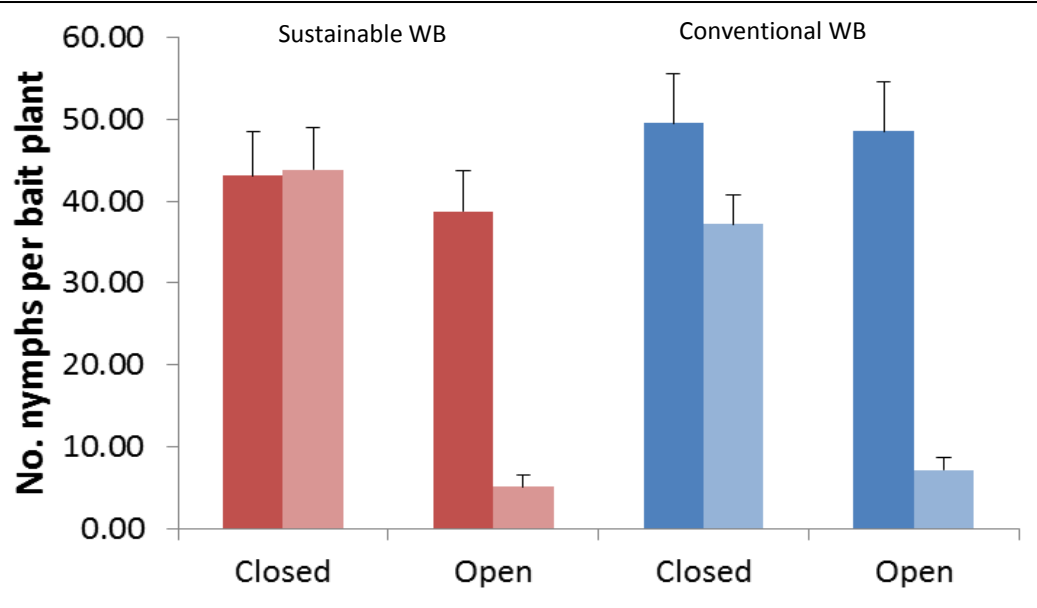 Sustainable WB
Conventional WB
No. nymphs per bait plant
60.00
50.00
40.00
30.00
20.00
10.00
0.00
Closed
Open
Closed
Open